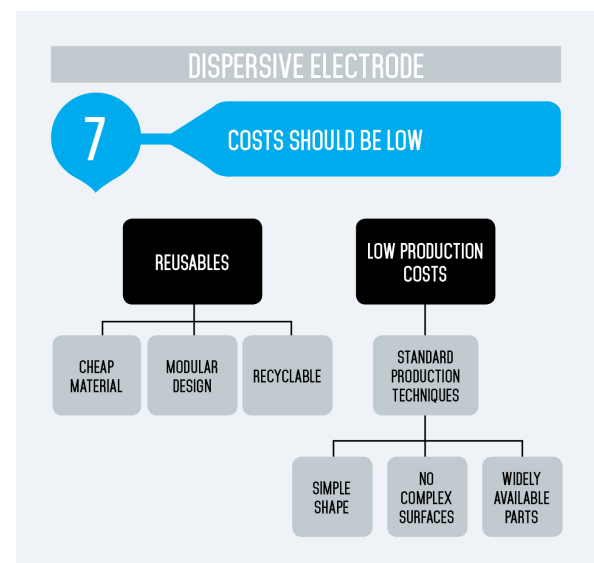 DISPERSIVE ELECTRODE
7
COSTS SHOULD BE LOW
REUSABLES
LOW PRODUCTION
COSTS
CHEAP
MATERIAL
MODULAR
DESIGN
RECYCLABLE
STANDARD
PRODUCTION
TECHNIQUES
SIMPLE
SHAPE
NO
COMPLEX
SURFACES
WIDELY
AVAILABLE
PARTS